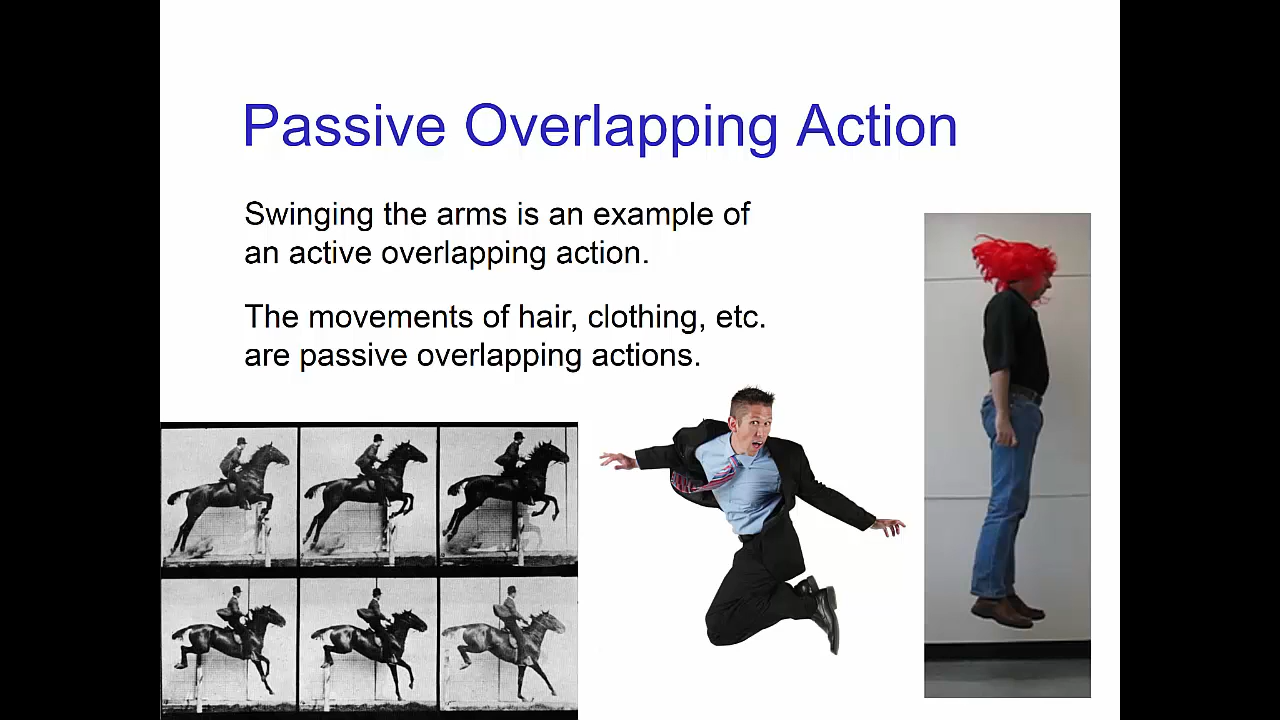 Passive Overlapping Action
Swinging the arms is an example of
an active overlapping action.
The movements of hair, clothing, etc.
are passive overlapping actions.